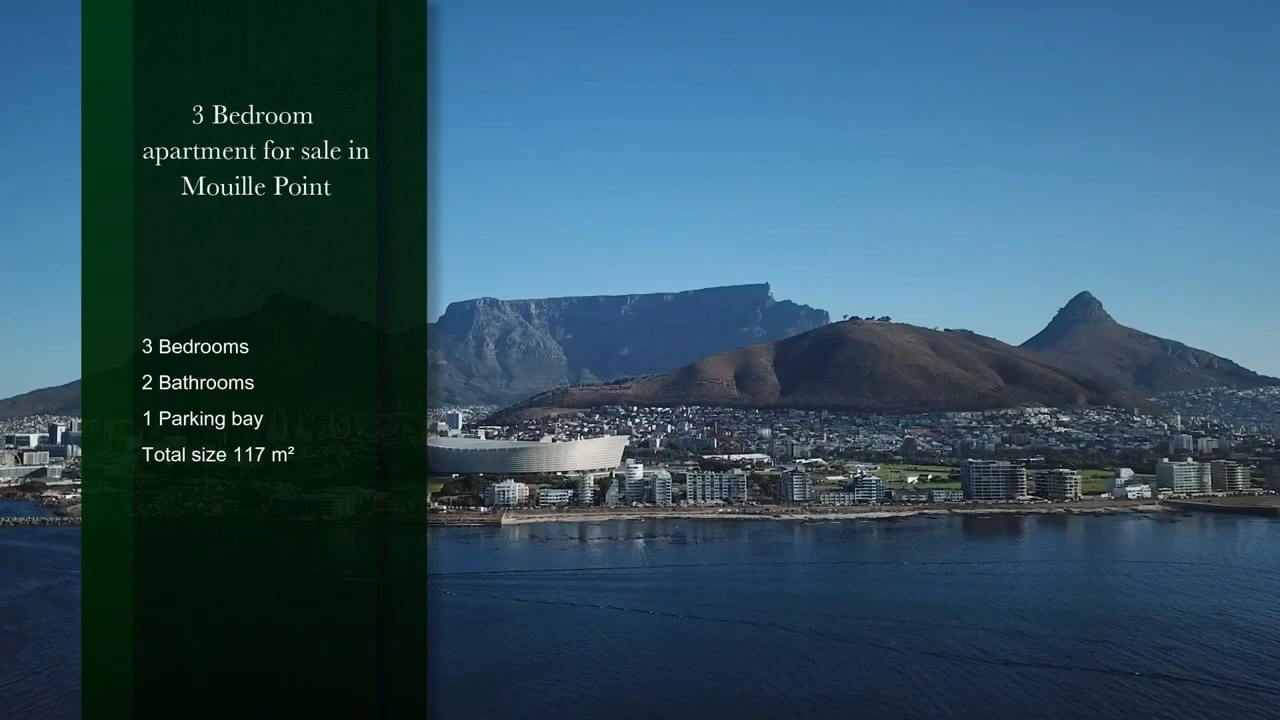 3 Bedroom
apartment for sale in
Mouille Point
3 Bedrooms
2 Bathrooms
1 Parking bay
Total size 117 m²